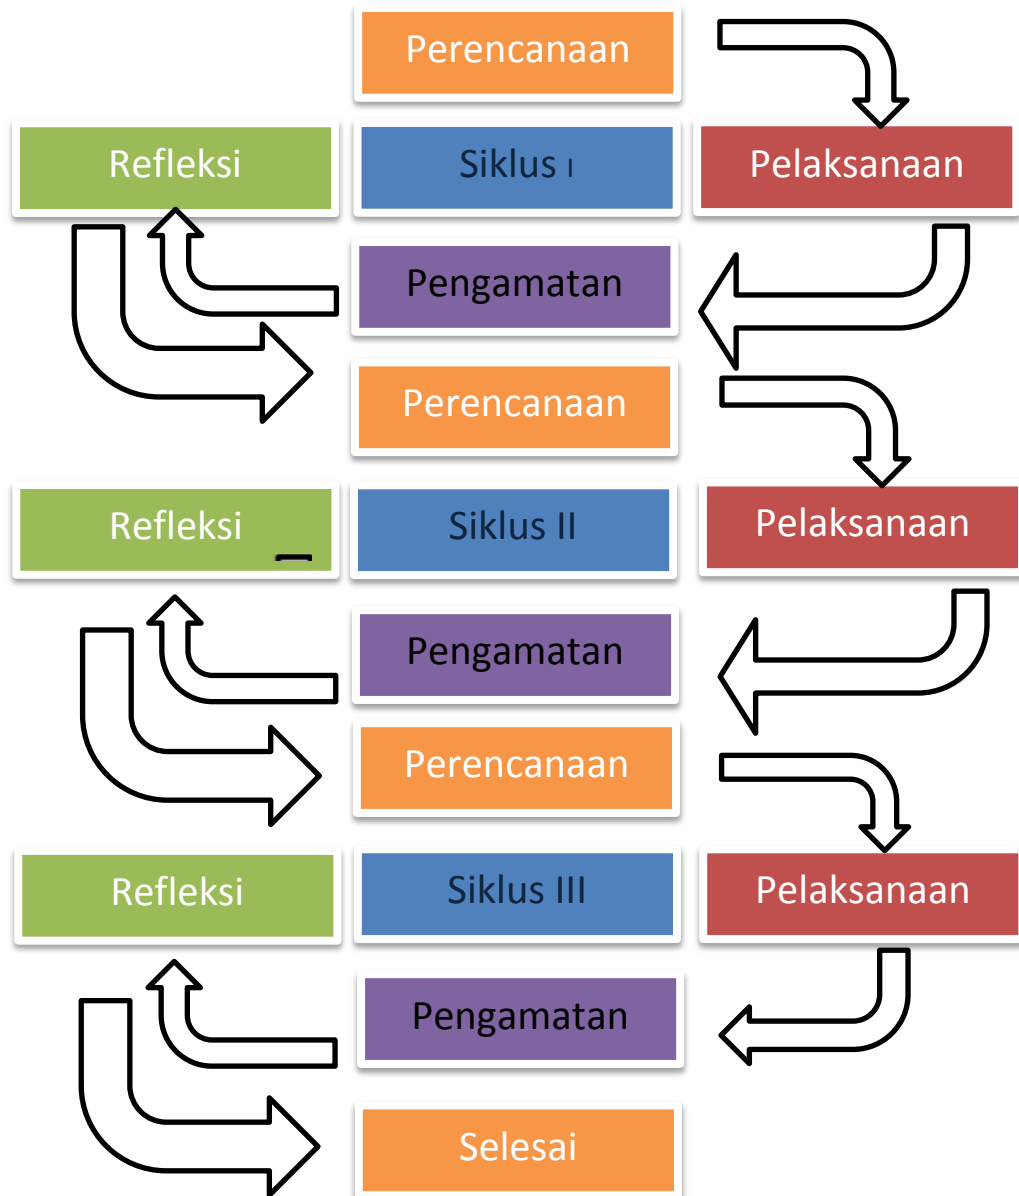 Perencanaan
Refleksi
Siklus I
Pelaksanaan
Pengamatan
Perencanaan
Refleksi
Siklus II
Pelaksanaan
Pengamatan
Perencanaan
Refleksi
Siklus III
Pelaksanaan
Pengamatan
Selesai